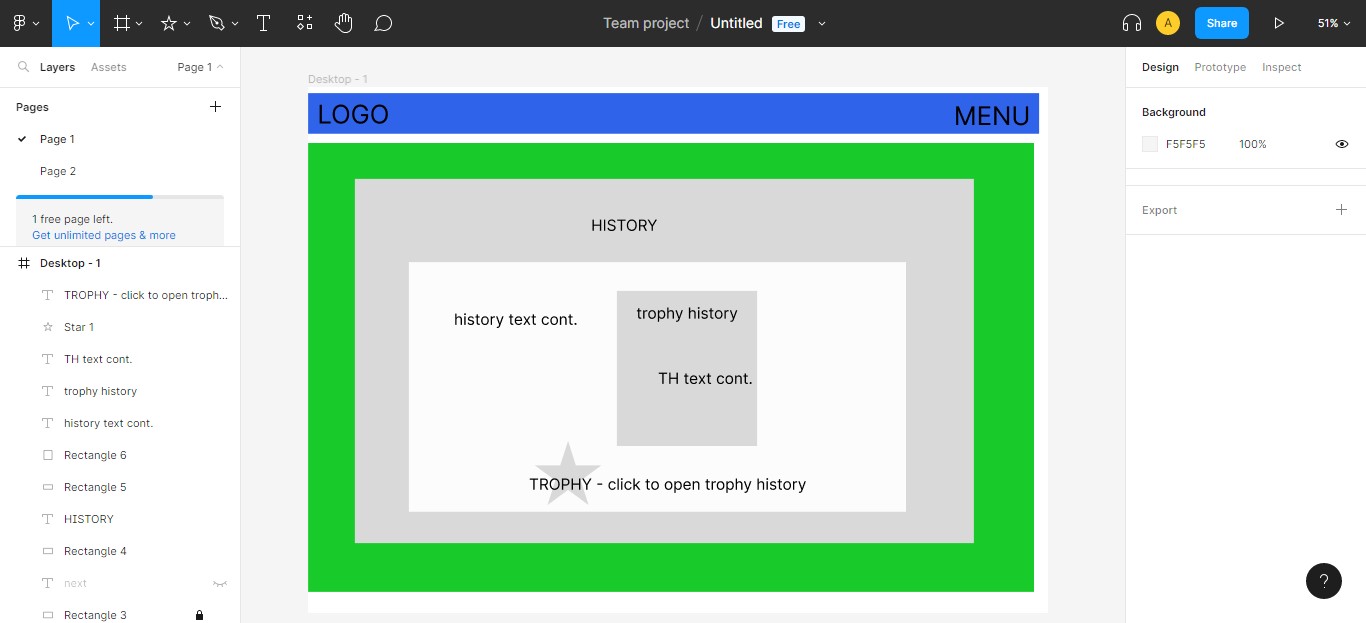 Team project / Untitled Free
A Share 51%
Layers Assets Page 1
Pages
Page 1
Page 2
1 free page left.
Get unlimited pages & more
Desktop - 1
TROPHY - click to open troph...
Star 1
TH text cont.
trophy history
history text cont.
Rectangle 6
Rectangle 5
HISTORY
Rectangle 4
next
Rectangle 3
Desktop - 1
LOGO MENU
HISTORY
history text cont.
trophy history
TH text cont.
TROPHY - click to open trophy history
Design Prototype Inspect
Background
F5F5F5 100%
Export
?